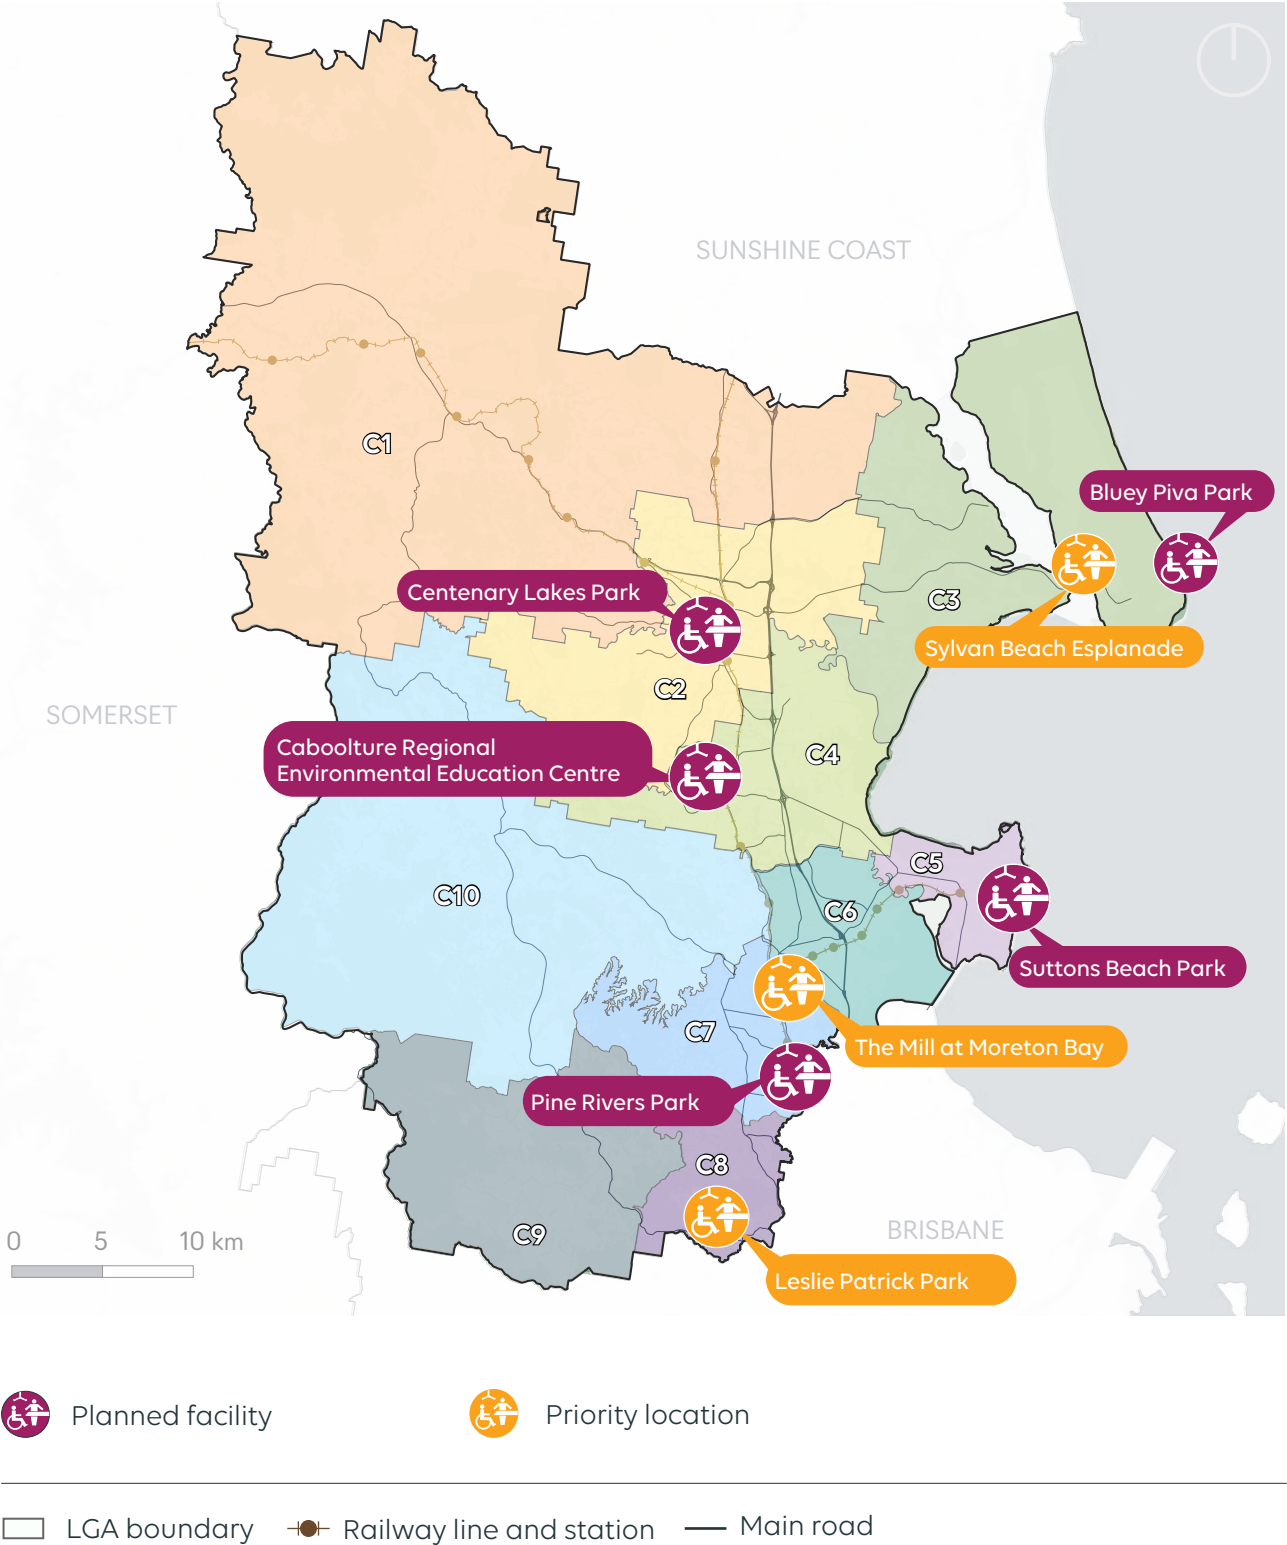 SUNSHINE COAST
C1
Bluey Piva Park
Centenary Lakes Park
C3
Sylvan Beach Esplanade
C2
SOMERSET
Caboolture Regional
Environmental Education Centre
C4
C5
C10
C6
Suttons Beach Park
C7
The Mill at Moreton Bay
Pine Rivers Park
C8
BRISBANE
C9
0 5 10 km
Leslie Patrick Park
Planned facility
Priority location
LGA boundary
Railway line and station
Main road